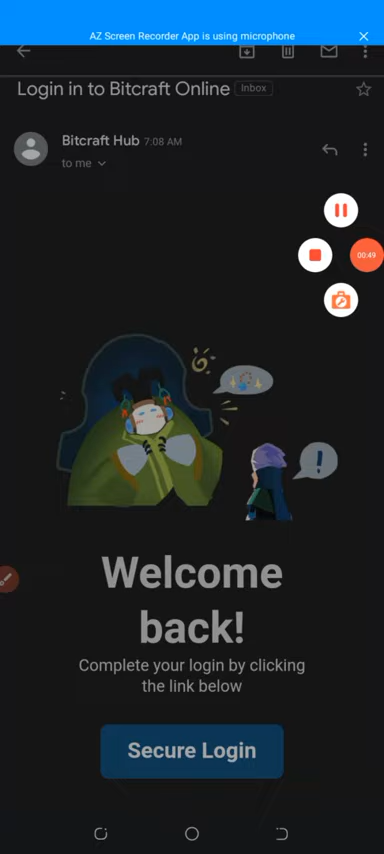 AZ Screen Recorder App is using microphone
Login in to Bitcraft Online Inbox
Bitcraft Hub 7:08 AM
to me
00:49
!
Welcome
back!
Complete your login by clicking
the link below
Secure Login